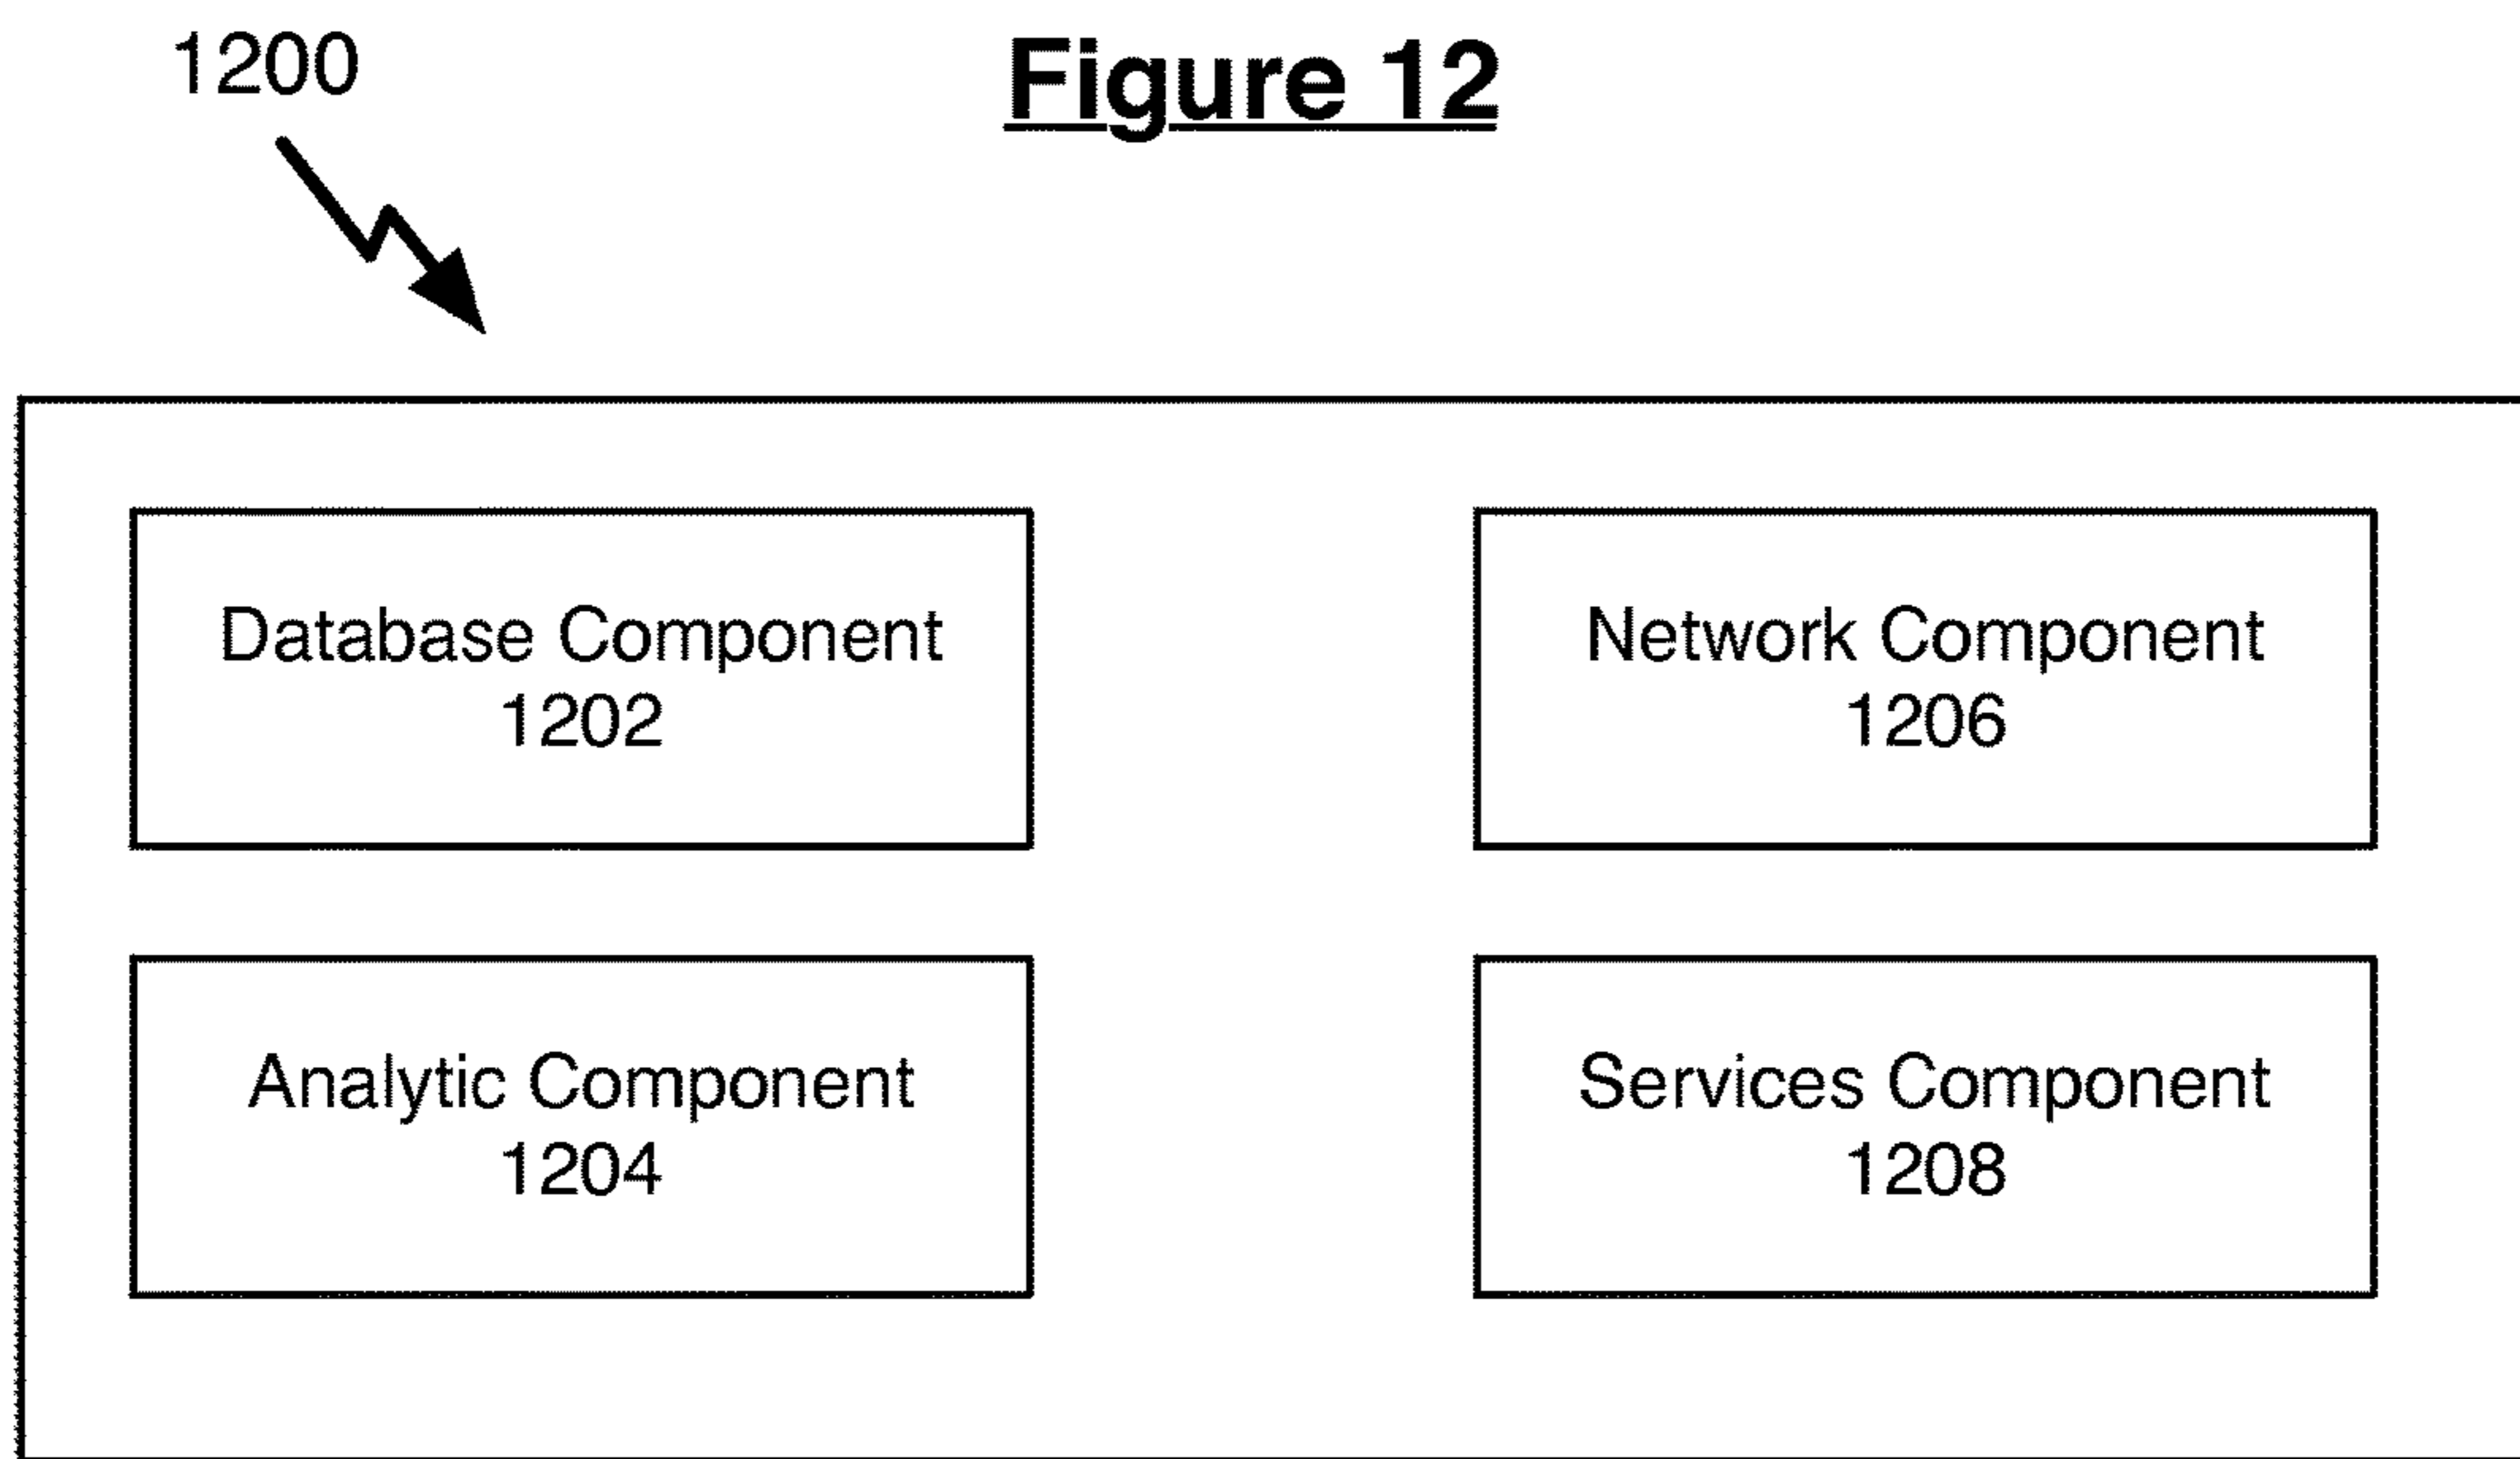 1200
Figure 12
Database Component
1202
Network Component
1206
Analytic Component
1204
Services Component
1208